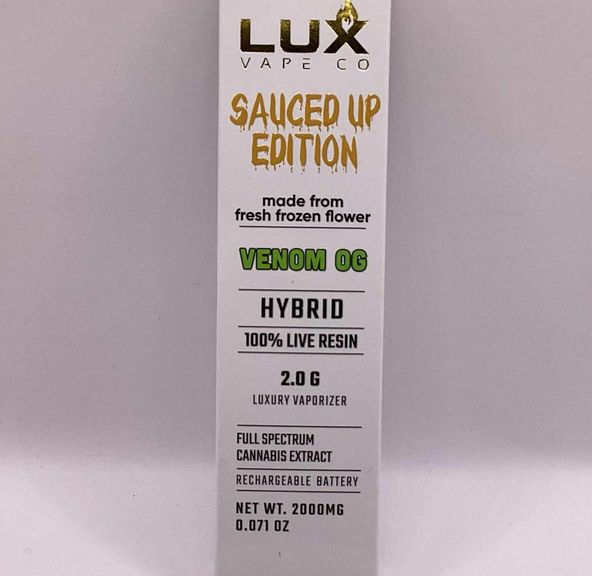 LUX
VAPE CO
SAUCED UP
EDITION
made from
fresh frozen flower
VENOM OG
HYBRID
100% LIVE RESIN
2.0 G
LUXURY VAPORIZER
FULL SPECTRUM
CANNABIS EXTRACT
RECHARGEABLE BATTERY
NET WT. 2000MG
0.071 OZ